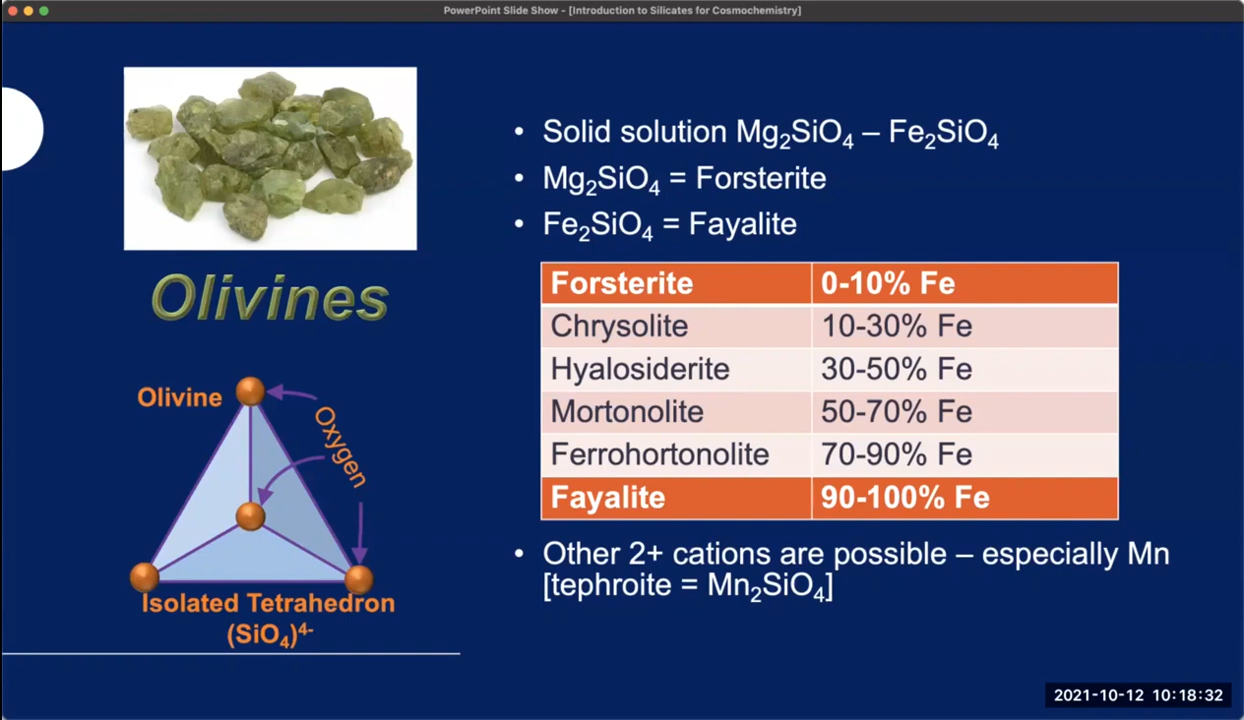 PowerPoint Slide Show - [Introduction to Silicates for Cosmochemistry]
Olivines
Olivine
Oxygen
Isolated Tetrahedron
(SiO₄)⁴⁻
• Solid solution Mg₂SiO₄ – Fe₂SiO₄
• Mg₂SiO₄ = Forsterite
• Fe₂SiO₄ = Fayalite
Forsterite 0-10% Fe
Chrysolite 10-30% Fe
Hyalosiderite 30-50% Fe
Mortonolite 50-70% Fe
Ferrohortonolite 70-90% Fe
Fayalite 90-100% Fe
• Other 2+ cations are possible – especially Mn
[tephroite = Mn₂SiO₄]
2021-10-12 10:18:32